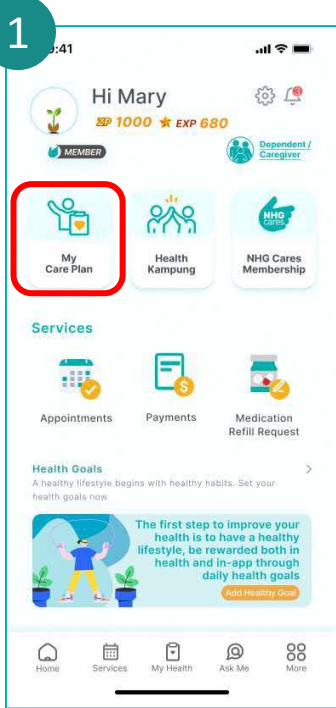 1
9:41
Hi Mary
3
ZP 1000 EXP 680
MEMBER
Dependent /
Caregiver
NHG
cares
My
Care Plan
Health
Kampung
NHG Cares
Membership
Services
$
Appointments
Payments
Medication
Refill Request
Health Goals
>
A healthy lifestyle begins with healthy habits. Set your
health goals now
The first step to improve your
health is to have a healthy
lifestyle, be rewarded both in
health and in-app through
daily health goals
Add Healthy Goal
Home
Services
My Health
Ask Me
More